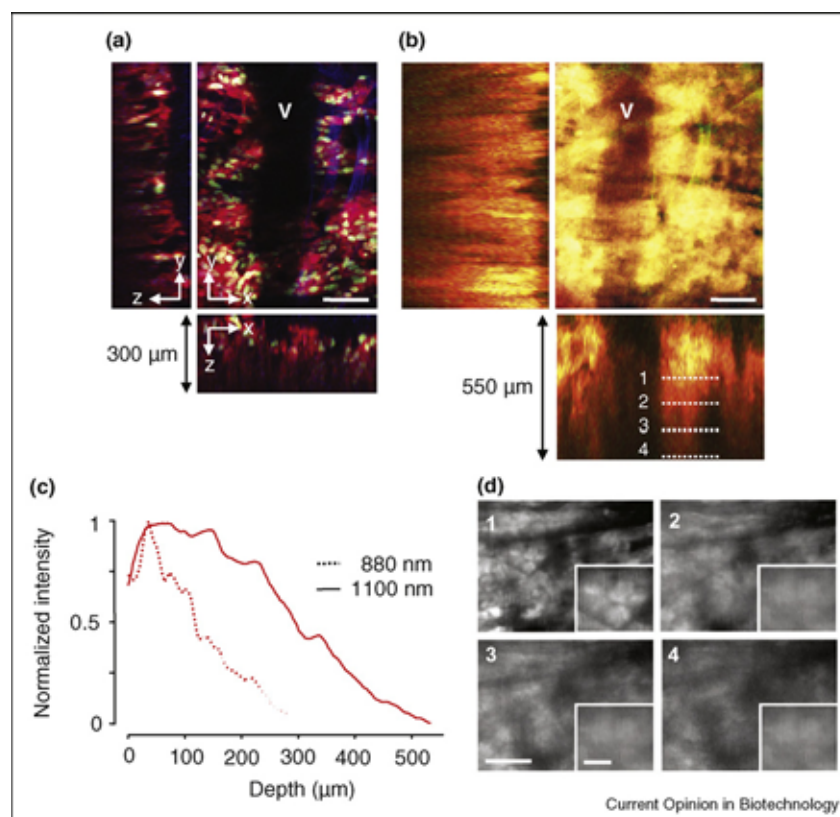 (a)
V
y
y
z
x
300 µm
x
z
(b)
V
550 µm
1
2
3
4
(c)
Normalized intensity
1
0.5
0
0
100
200
300
400
500
Depth (µm)
880 nm
1100 nm
(d)
1
2
3
4
Current Opinion in Biotechnology